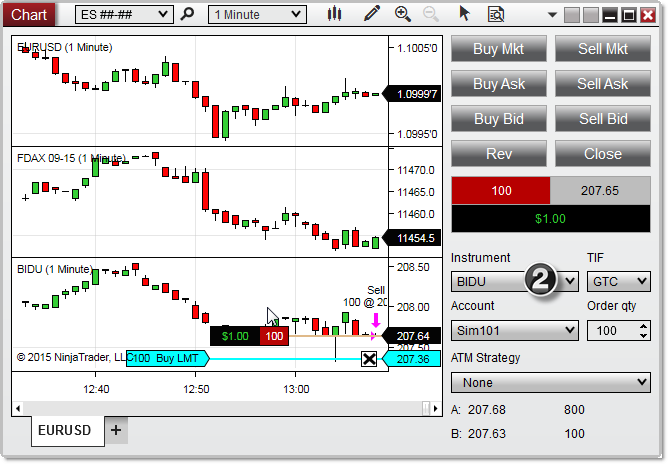 Chart ES ##-## 1 Minute
EURUSD (1 Minute)
1.1005'0
1.0999'7
1.0995'0
FDAX 09-15 (1 Minute)
11470.0
11465.0
11460.0
11454.5
BIDU (1 Minute)
208.50
208.00
Sell
100 @ 20
$1.00 100
207.64
207.50
© 2015 NinjaTrader, LLC
100 Buy LMT
207.36
12:40 12:50 13:00
EURUSD +
Buy Mkt Sell Mkt
Buy Ask Sell Ask
Buy Bid Sell Bid
Rev Close
100 207.65
$1.00
Instrument TIF
BIDU 2 GTC
Account Order qty
Sim101 100
ATM Strategy
None
A: 207.68 800
B: 207.63 100